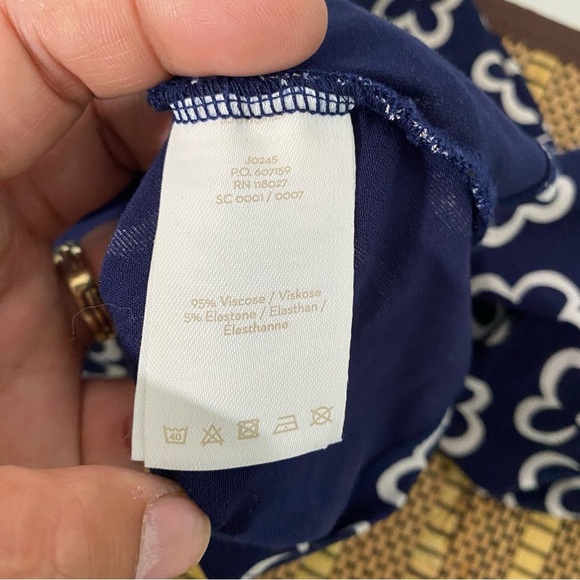 J0245
P.O. 607159
RN 118027
SC 0001 / 0007
95% Viscose / Viskose
5% Elastane / Elasthan /
Élasthanne
40